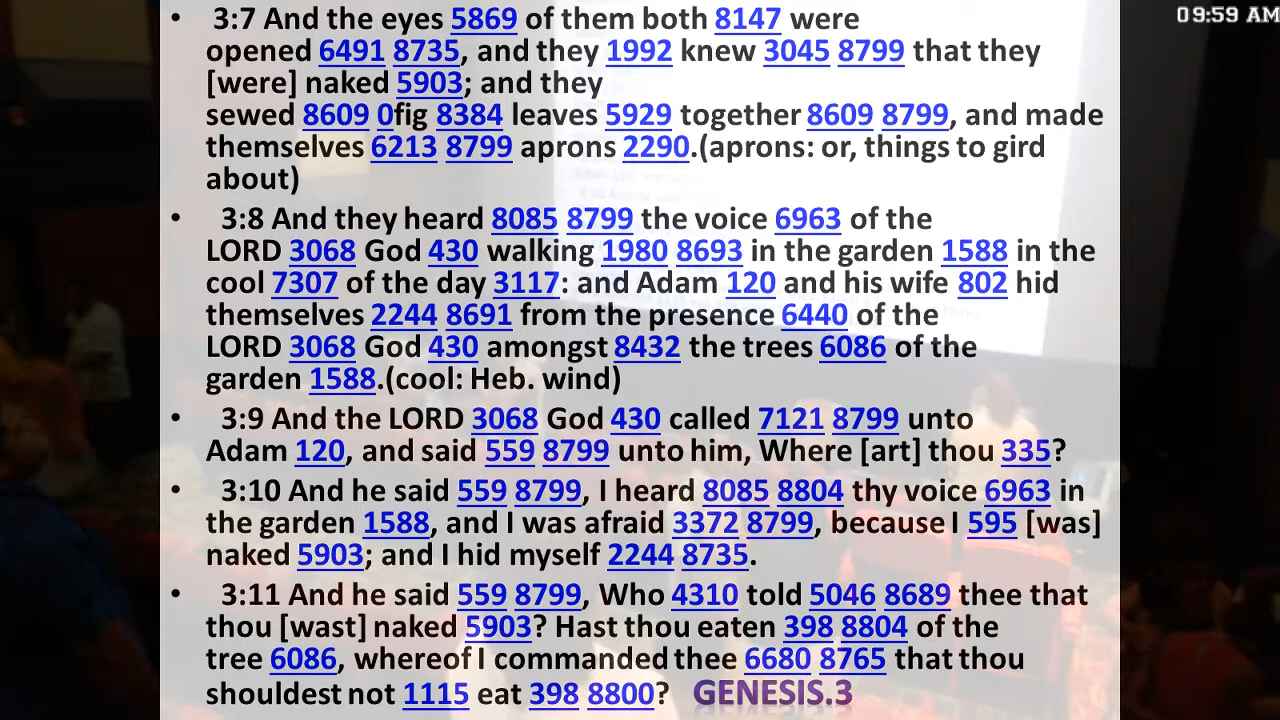 09:59 AM
• 3:7 And the eyes 5869 of them both 8147 were
opened 6491 8735, and they 1992 knew 3045 8799 that they
[were] naked 5903; and they
sewed 8609 0fig 8384 leaves 5929 together 8609 8799, and made
themselves 6213 8799 aprons 2290.(aprons: or, things to gird
about)
• 3:8 And they heard 8085 8799 the voice 6963 of the
LORD 3068 God 430 walking 1980 8693 in the garden 1588 in the
cool 7307 of the day 3117: and Adam 120 and his wife 802 hid
themselves 2244 8691 from the presence 6440 of the
LORD 3068 God 430 amongst 8432 the trees 6086 of the
garden 1588.(cool: Heb. wind)
• 3:9 And the LORD 3068 God 430 called 7121 8799 unto
Adam 120, and said 559 8799 unto him, Where [art] thou 335?
• 3:10 And he said 559 8799, I heard 8085 8804 thy voice 6963 in
the garden 1588, and I was afraid 3372 8799, because I 595 [was]
naked 5903; and I hid myself 2244 8735.
• 3:11 And he said 559 8799, Who 4310 told 5046 8689 thee that
thou [wast] naked 5903? Hast thou eaten 398 8804 of the
tree 6086, whereof I commanded thee 6680 8765 that thou
shouldest not 1115 eat 398 8800? GENESIS.3